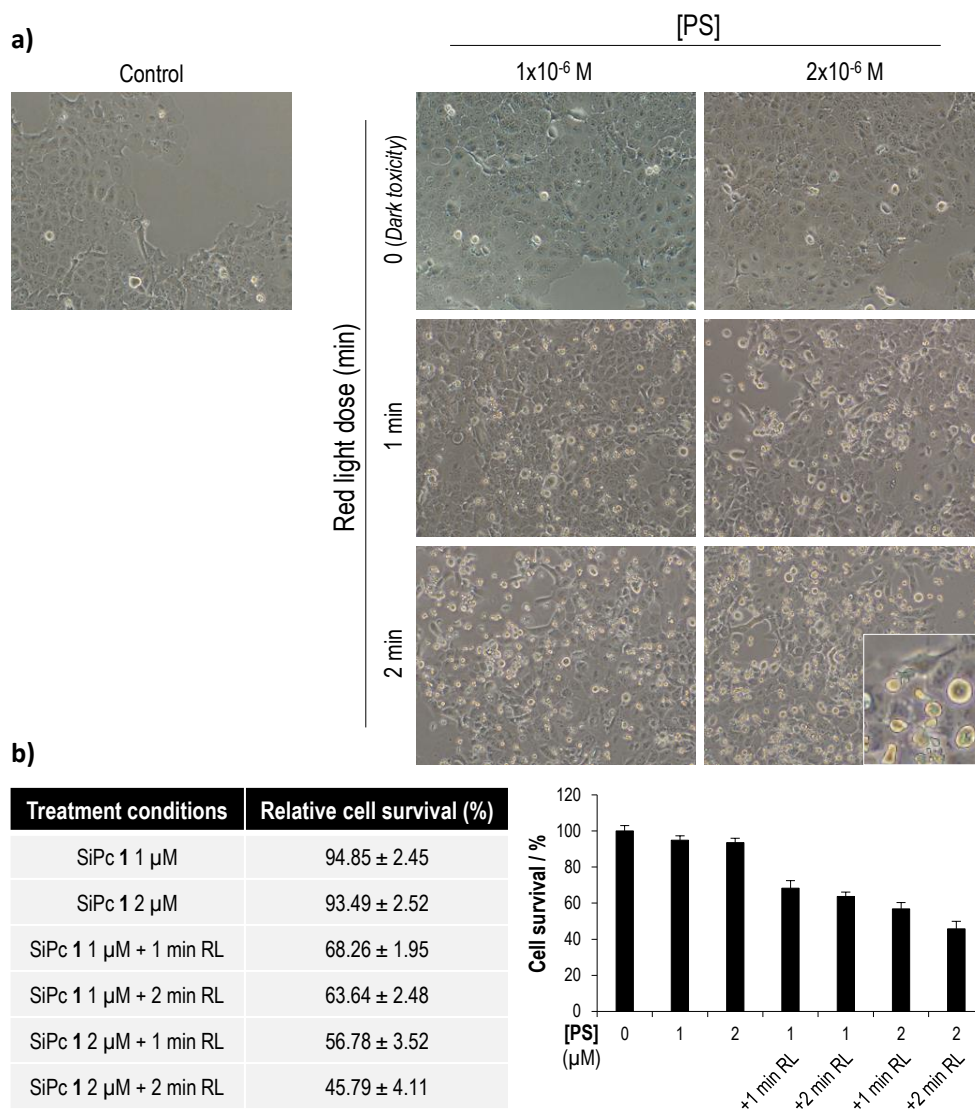 a)
[PS]
Control
1x10⁻⁶ M
2x10⁻⁶ M
Red light dose (min)
0 (Dark toxicity)
1 min
2 min
b)
Treatment conditions Relative cell survival (%)
SiPc 1 1 µM 94.85 ± 2.45
SiPc 1 2 µM 93.49 ± 2.52
SiPc 1 1 µM + 1 min RL 68.26 ± 1.95
SiPc 1 1 µM + 2 min RL 63.64 ± 2.48
SiPc 1 2 µM + 1 min RL 56.78 ± 3.52
SiPc 1 2 µM + 2 min RL 45.79 ± 4.11
Cell survival / %
120
100
80
60
40
20
0
[PS] 0 1 2 1 1 2 2
(µM) +1 min RL +2 min RL +1 min RL +2 min RL